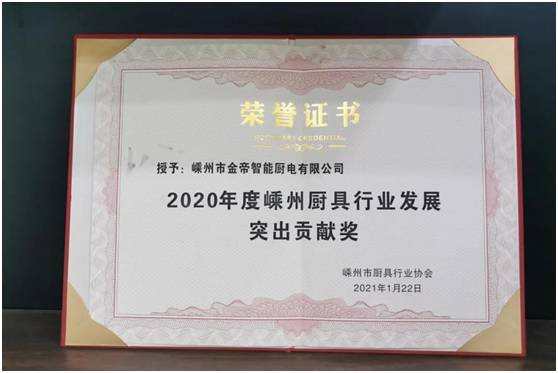 荣誉证书
HONORARY CREDENTIAL
授予：嵊州市金帝智能厨电有限公司
2020年度嵊州厨具行业发展
突出贡献奖
嵊州市厨具行业协会
2021年1月22日